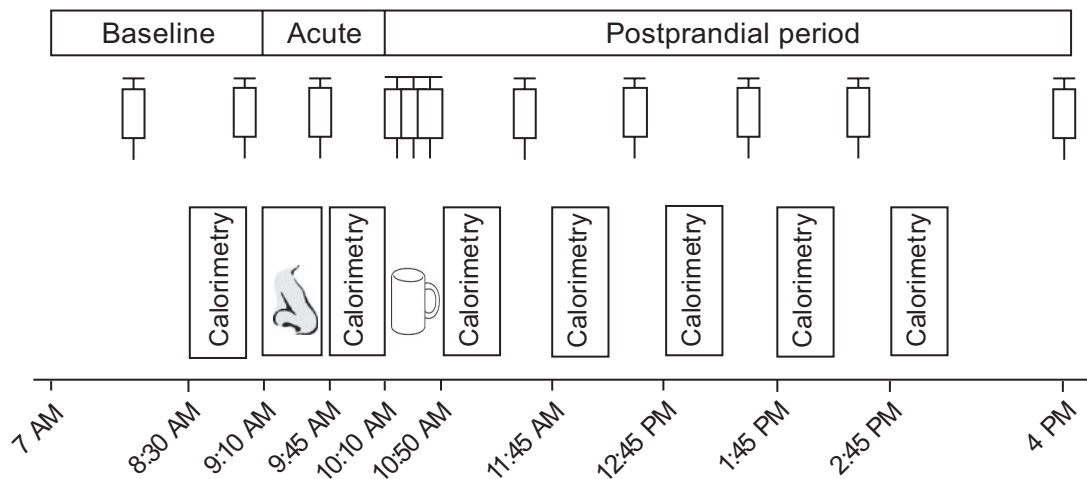 Baseline Acute Postprandial period
Calorimetry Calorimetry Calorimetry Calorimetry Calorimetry Calorimetry Calorimetry
7 AM 8:30 AM 9:10 AM 9:45 AM 10:10 AM 10:50 AM 11:45 AM 12:45 PM 1:45 PM 2:45 PM 4 PM